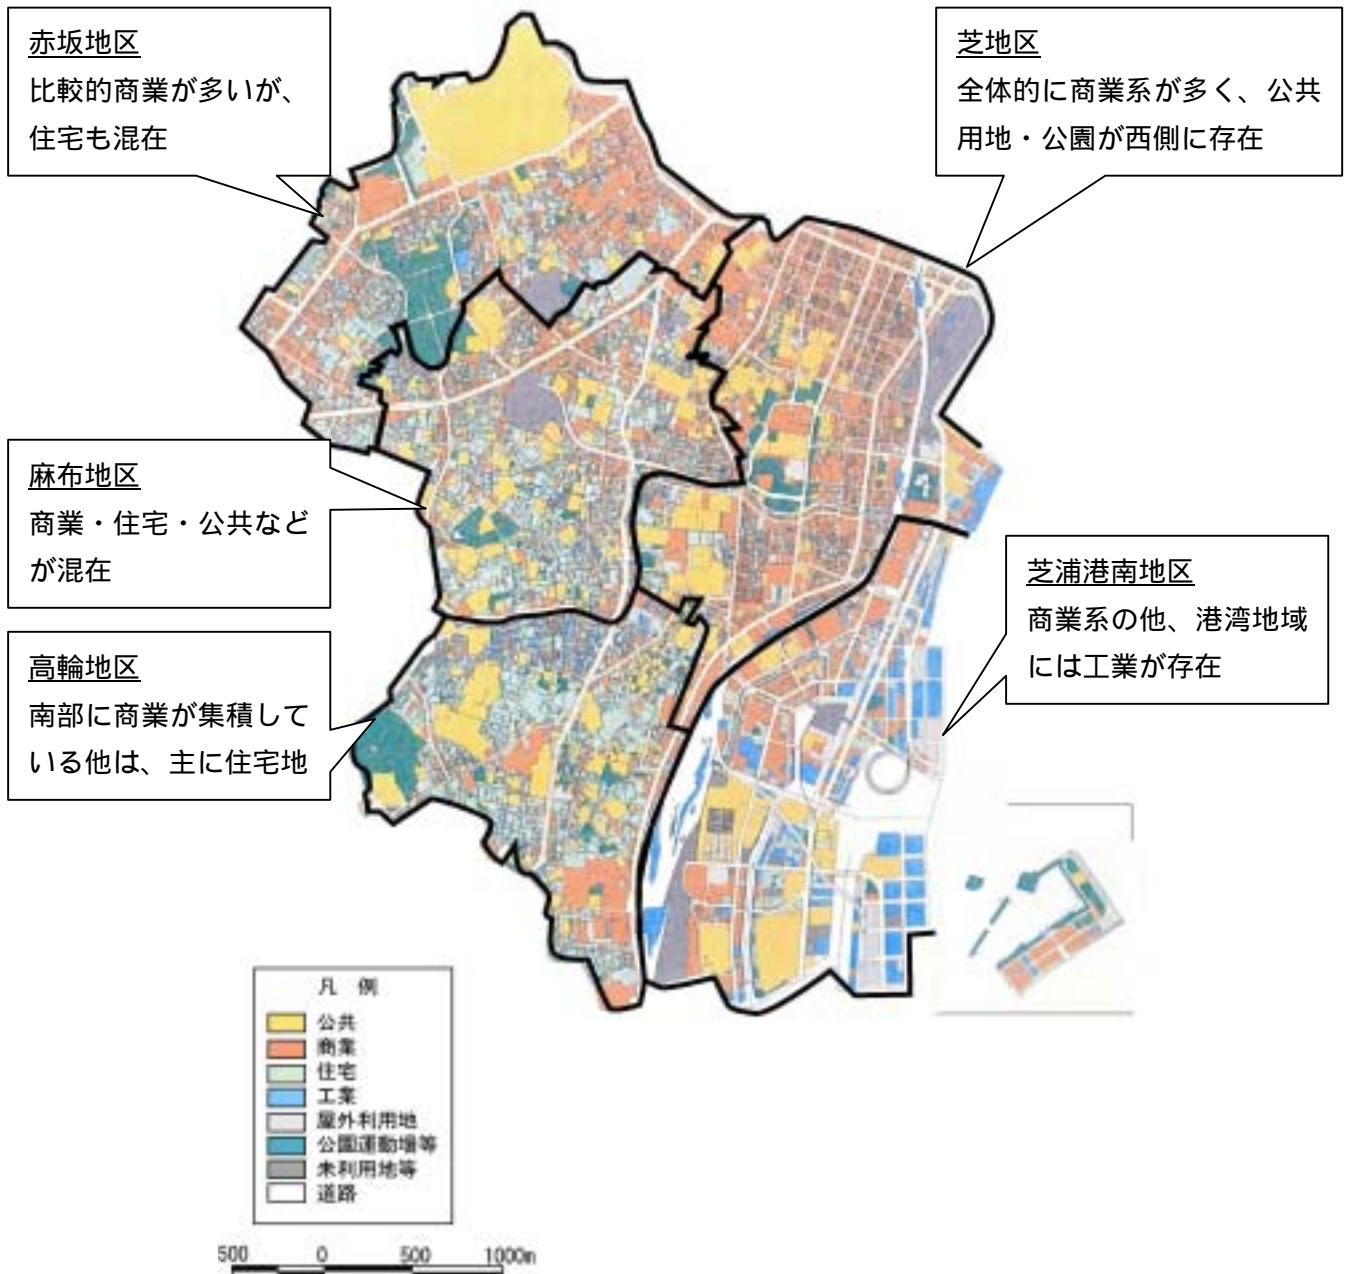 赤坂地区
比較的商業が多いが、
住宅も混在
芝地区
全体的に商業系が多く、公共
用地・公園が西側に存在
麻布地区
商業・住宅・公共など
が混在
高輪地区
南部に商業が集積して
いる他は、主に住宅地
芝浦港南地区
商業系の他、港湾地域
には工業が存在
凡 例
公共
商業
住宅
工業
屋外利用地
公園運動場等
未利用地等
道路
500 0 500 1000m